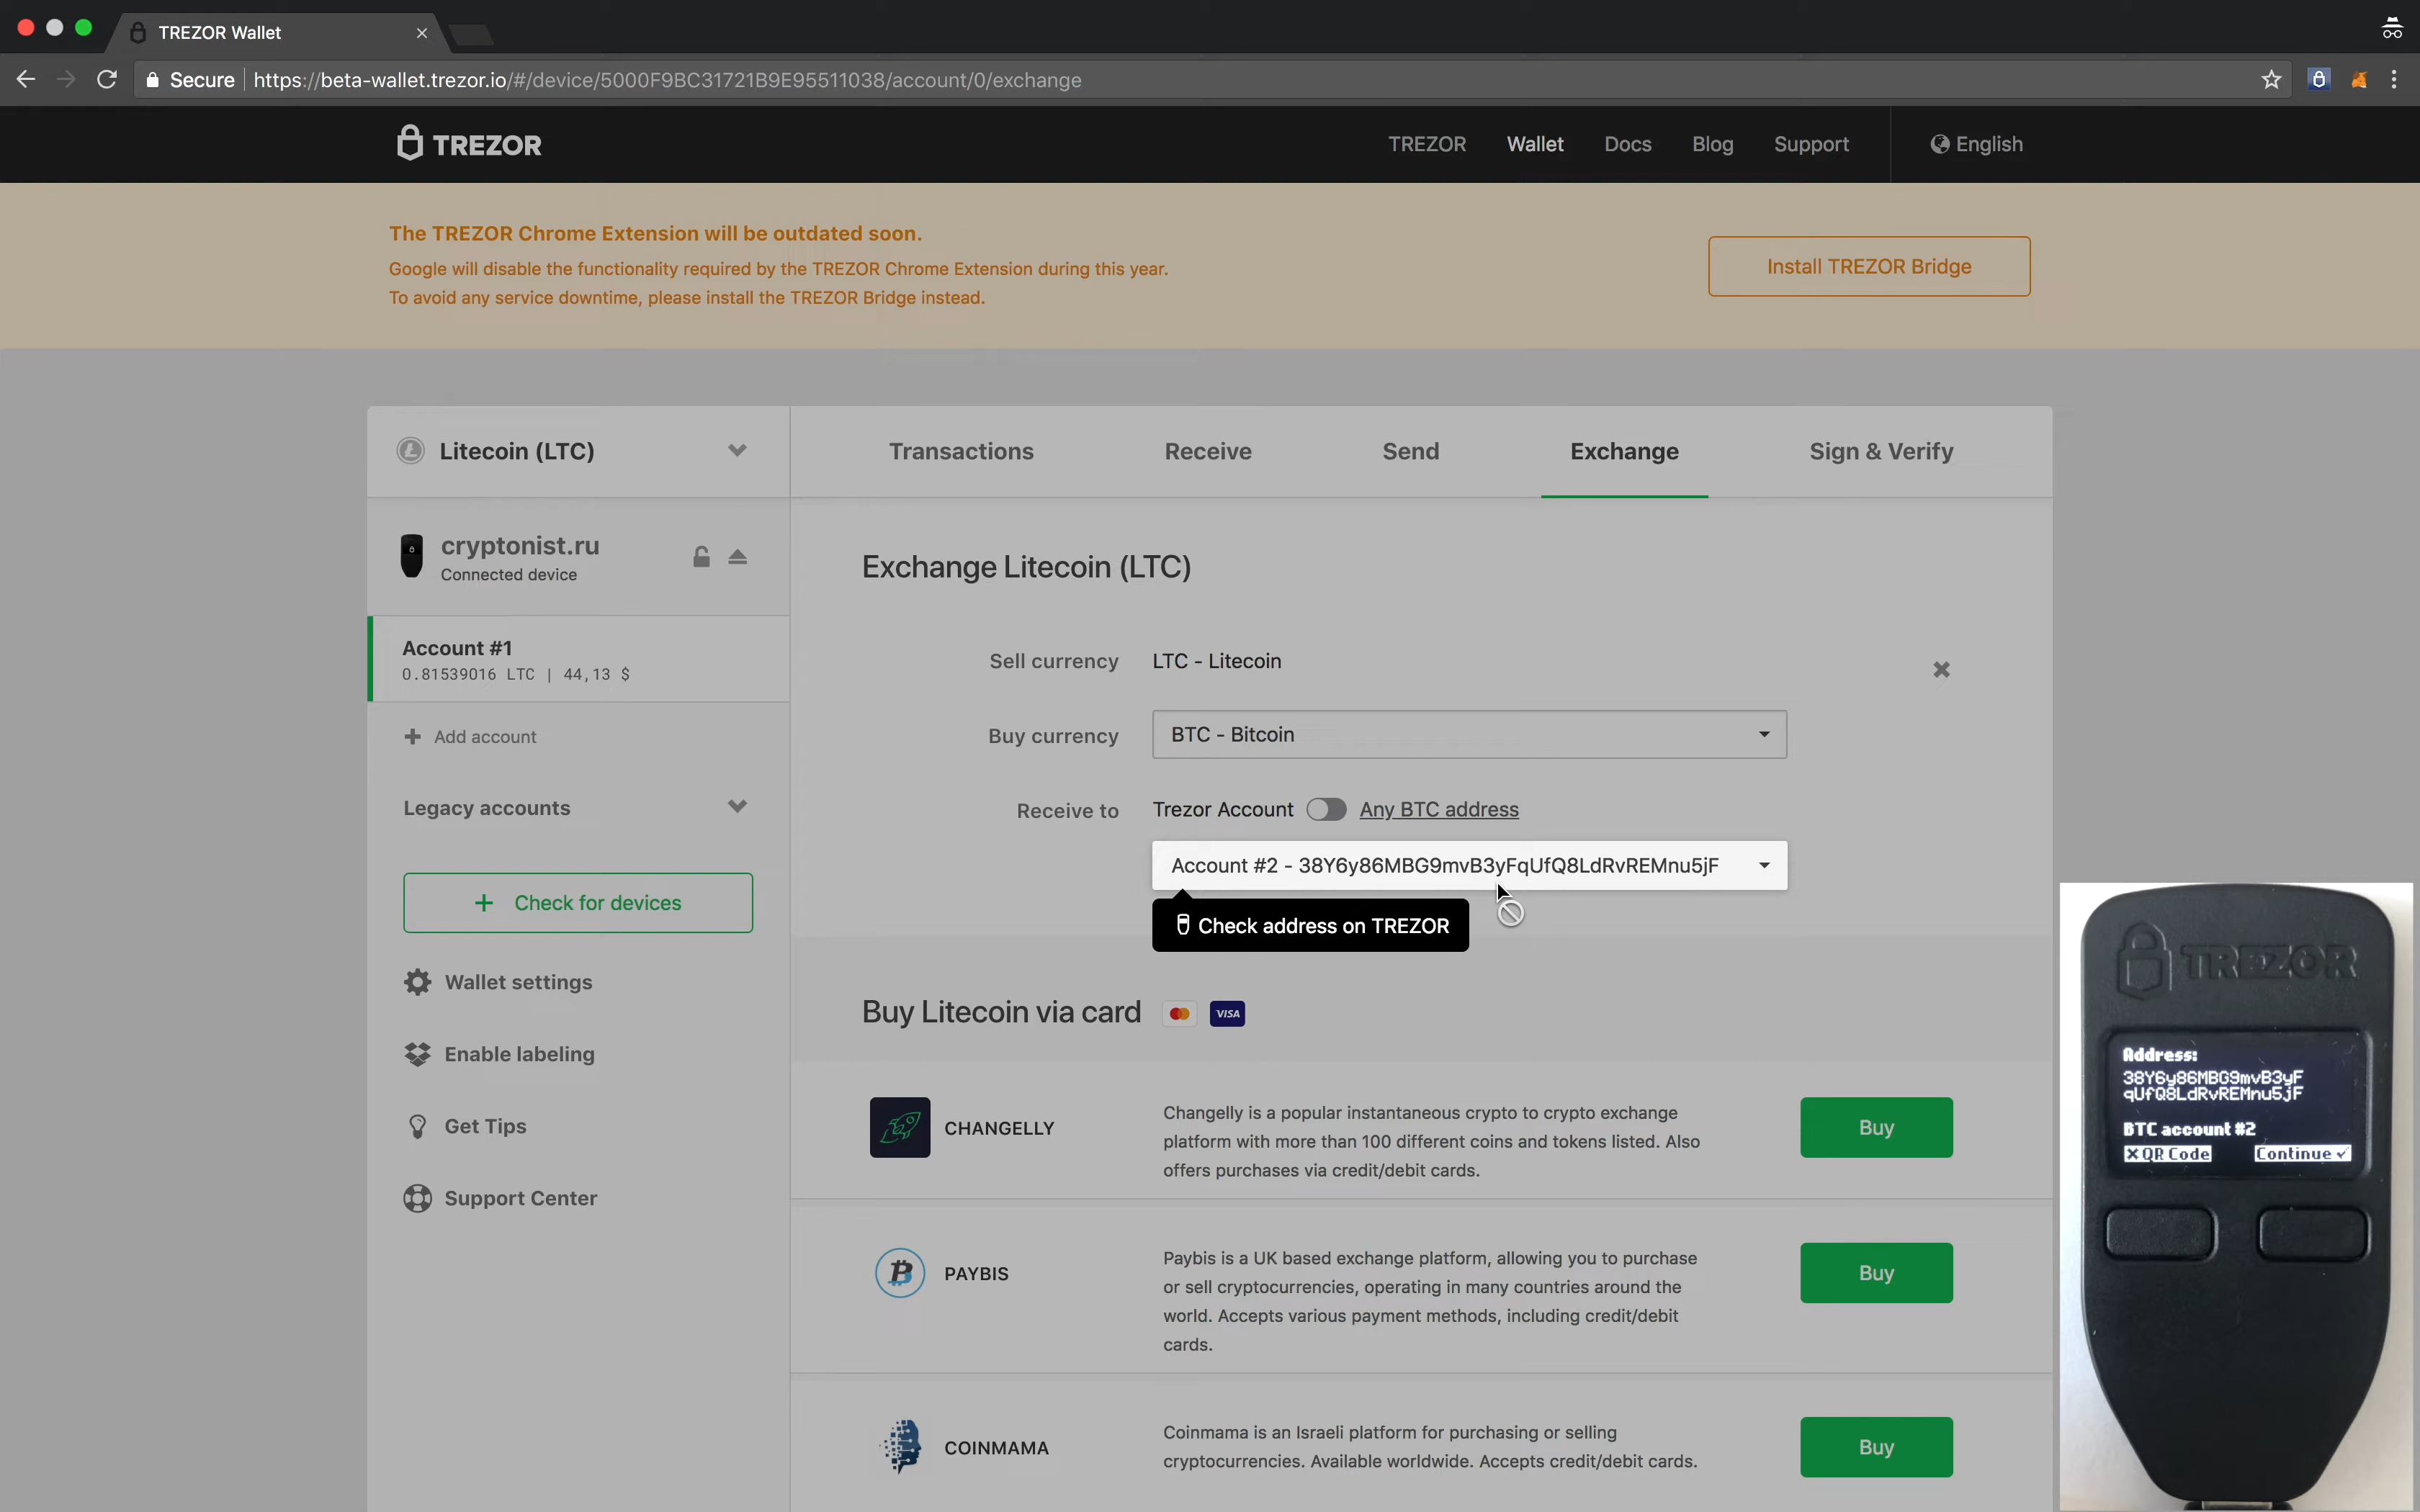 TREZOR Wallet
Secure https://beta-wallet.trezor.io/#/device/5000F9BC31721B9E95511038/account/0/exchange
TREZOR
TREZOR Wallet Docs Blog Support English
The TREZOR Chrome Extension will be outdated soon.
Google will disable the functionality required by the TREZOR Chrome Extension during this year.
To avoid any service downtime, please install the TREZOR Bridge instead.
Install TREZOR Bridge
Litecoin (LTC)
Transactions Receive Send Exchange Sign & Verify
cryptonist.ru
Connected device
Account #1
0.81539016 LTC | 44,13 $
Add account
Legacy accounts
Check for devices
Wallet settings
Enable labeling
Get Tips
Support Center
Exchange Litecoin (LTC)
Sell currency LTC - Litecoin
Buy currency BTC - Bitcoin
Receive to Trezor Account Any BTC address
Account #2 - 38Y6y86MBG9mvB3yFqUfQ8LdRvREMnu5jF
Check address on TREZOR
Buy Litecoin via card VISA
CHANGELLY
Changelly is a popular instantaneous crypto to crypto exchange
platform with more than 100 different coins and tokens listed. Also
offers purchases via credit/debit cards.
Buy
PAYBIS
Paybis is a UK based exchange platform, allowing you to purchase
or sell cryptocurrencies, operating in many countries around the
world. Accepts various payment methods, including credit/debit
cards.
Buy
COINMAMA
Coinmama is an Israeli platform for purchasing or selling
cryptocurrencies. Available worldwide. Accepts credit/debit cards.
Buy
TREZOR
Address:
38Y6y86MBG9mvB3yF
qUfQ8LdRvREMnu5jF
BTC account #2
QR Code Continue